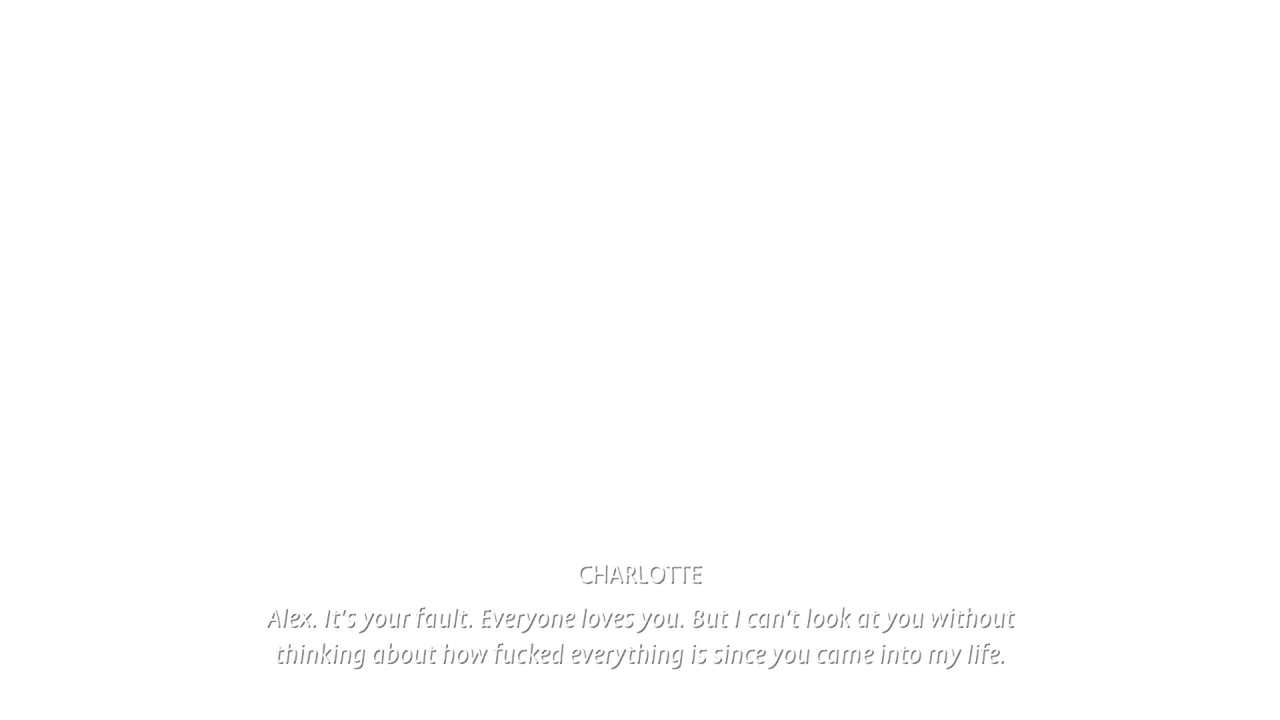 CHARLOTTE
Alex. It's your fault. Everyone loves you. But I can't look at you without
thinking about how fucked everything is since you came into my life.